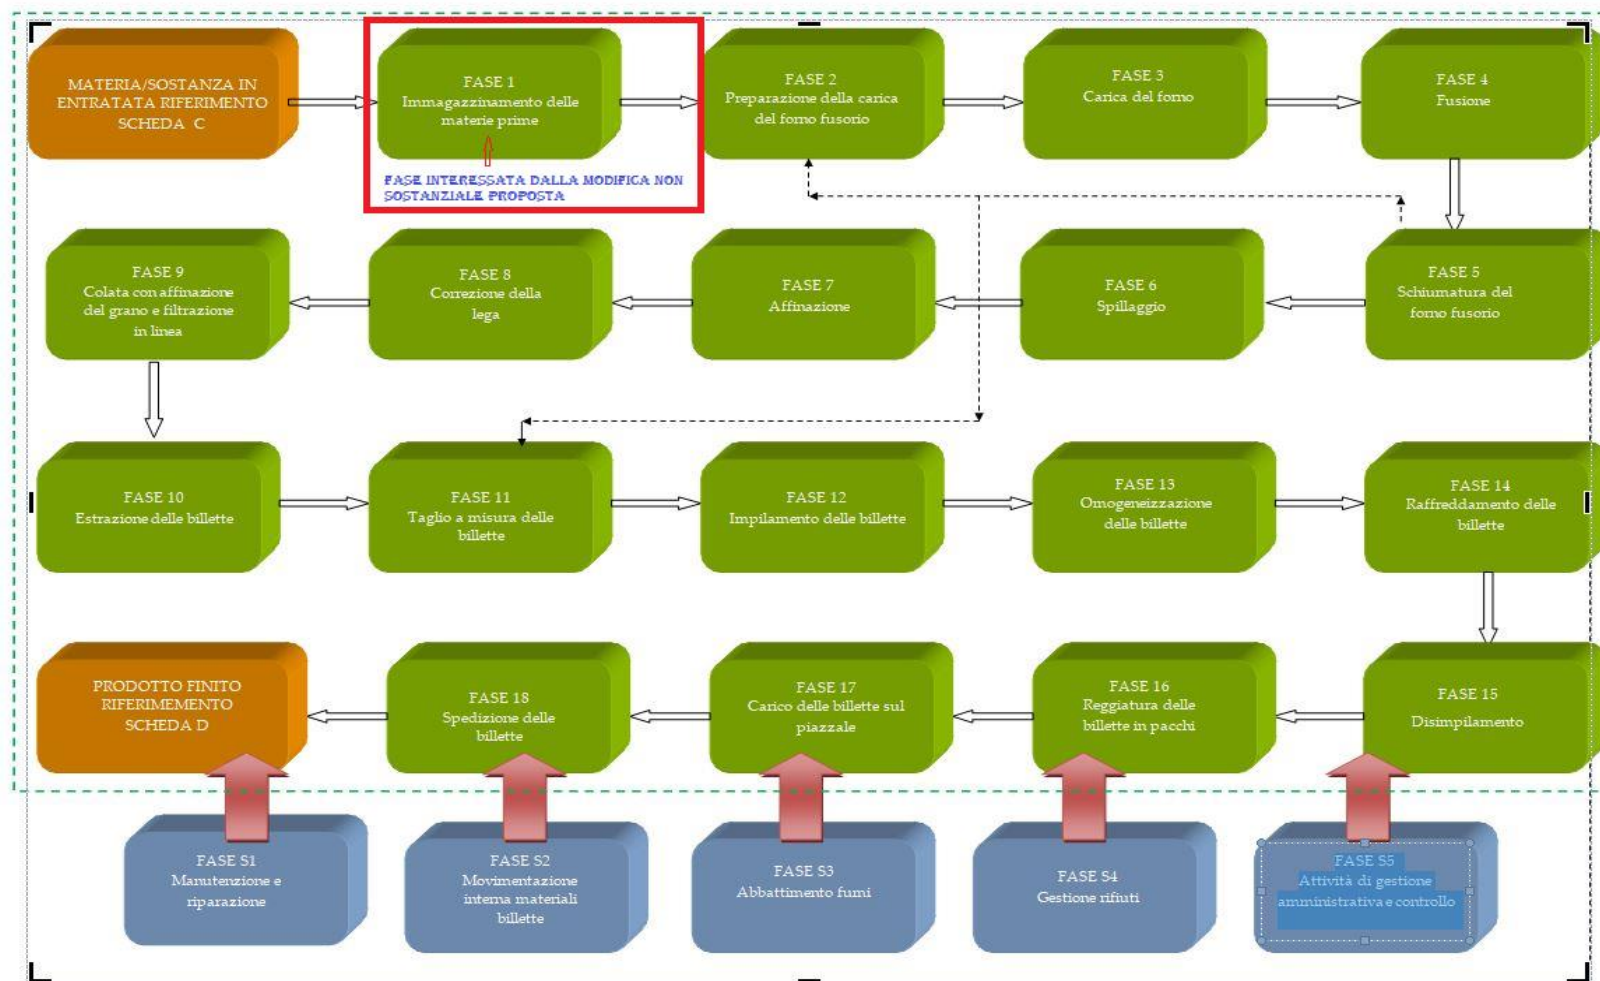 MATERIA/SOSTANZA IN
ENTRATATA RIFERIMENTO
SCHEDA C
FASE 1
Immagazzinamento delle
materie prime
FASE INTERESSATA DALLA MODIFICA NON
SOSTANZIALE PROPOSTA
FASE 2
Preparazione della carica
del forno fusorio
FASE 3
Carica del forno
FASE 4
Fusione
FASE 9
Colata con affinazione
del grano e filtrazione
in linea
FASE 8
Correzione della
lega
FASE 7
Affinazione
FASE 6
Spillaggio
FASE 5
Schiumatura del
forno fusorio
FASE 10
Estrazione delle billette
FASE 11
Taglio a misura delle
billette
FASE 12
Impilamento delle billette
FASE 13
Omogeneizzazione
delle billette
FASE 14
Raffreddamento delle
billette
PRODOTTO FINITO
RIFERIMEMENTO
SCHEDA D
FASE 18
Spedizione delle
billette
FASE 17
Carico delle billette sul
piazzale
FASE 16
Reggiatura delle
billette in pacchi
FASE 15
Disimpilamento
FASE S1
Manutenzione e
riparazione
FASE S2
Movimentazione
interna materiali
billette
FASE S3
Abbattimento fumi
FASE S4
Gestione rifiuti
FASE S5
Attività di gestione
amministrativa e controllo